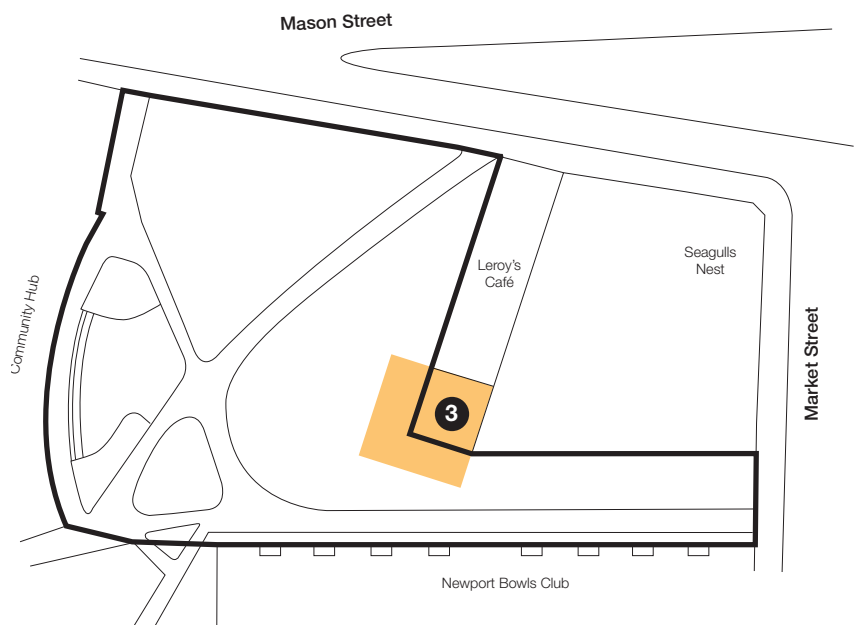 Mason Street
Leroy's
Café
Seagulls
Nest
Community Hub
Market Street
3
Newport Bowls Club